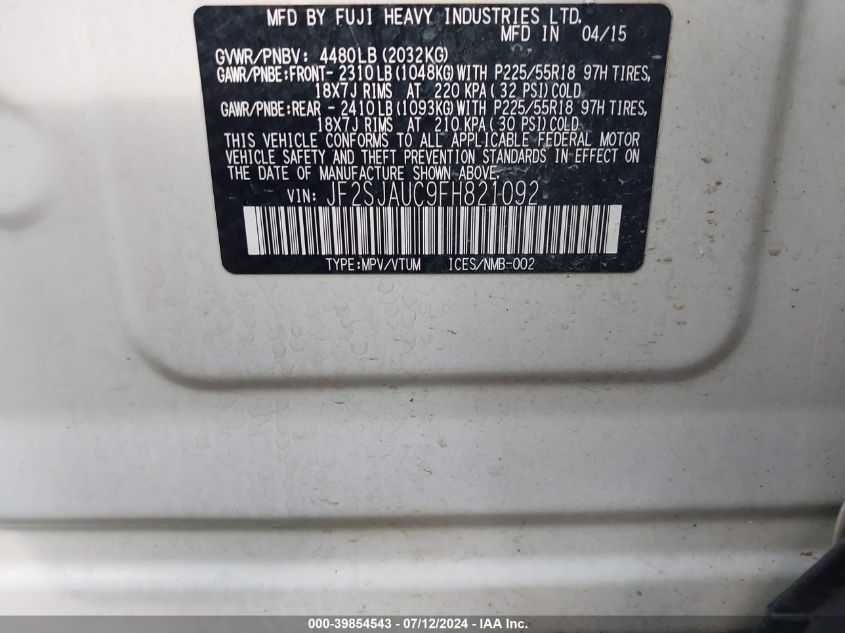 MFD BY FUJI HEAVY INDUSTRIES LTD.
MFD IN 04/15
GVWR/PNBV: 4480LB(2032KG)
GAWR/PNBE:FRONT- 2310LB(1048KG)WITH P225/55R18 97H TIRES,
18X7J RIMS AT 220 KPA(32 PSI)COLD
GAWR/PNBE:REAR - 2410LB(1093KG)WITH P225/55R18 97H TIRES,
18X7J RIMS AT 210 KPA(30 PSI)COLD.
THIS VEHICLE CONFORMS TO ALL APPLICABLE FEDERAL MOTOR
VEHICLE SAFETY AND THEFT PREVENTION STANDARDS IN EFFECT ON
THE DATE OF MANUFACTURE SHOWN ABOVE.
VIN: JF2SJAUC9FH821092
TYPE:MPV/VTUM ICES/NMB-002
000-39854543 - 07/12/2024 - IAA Inc.